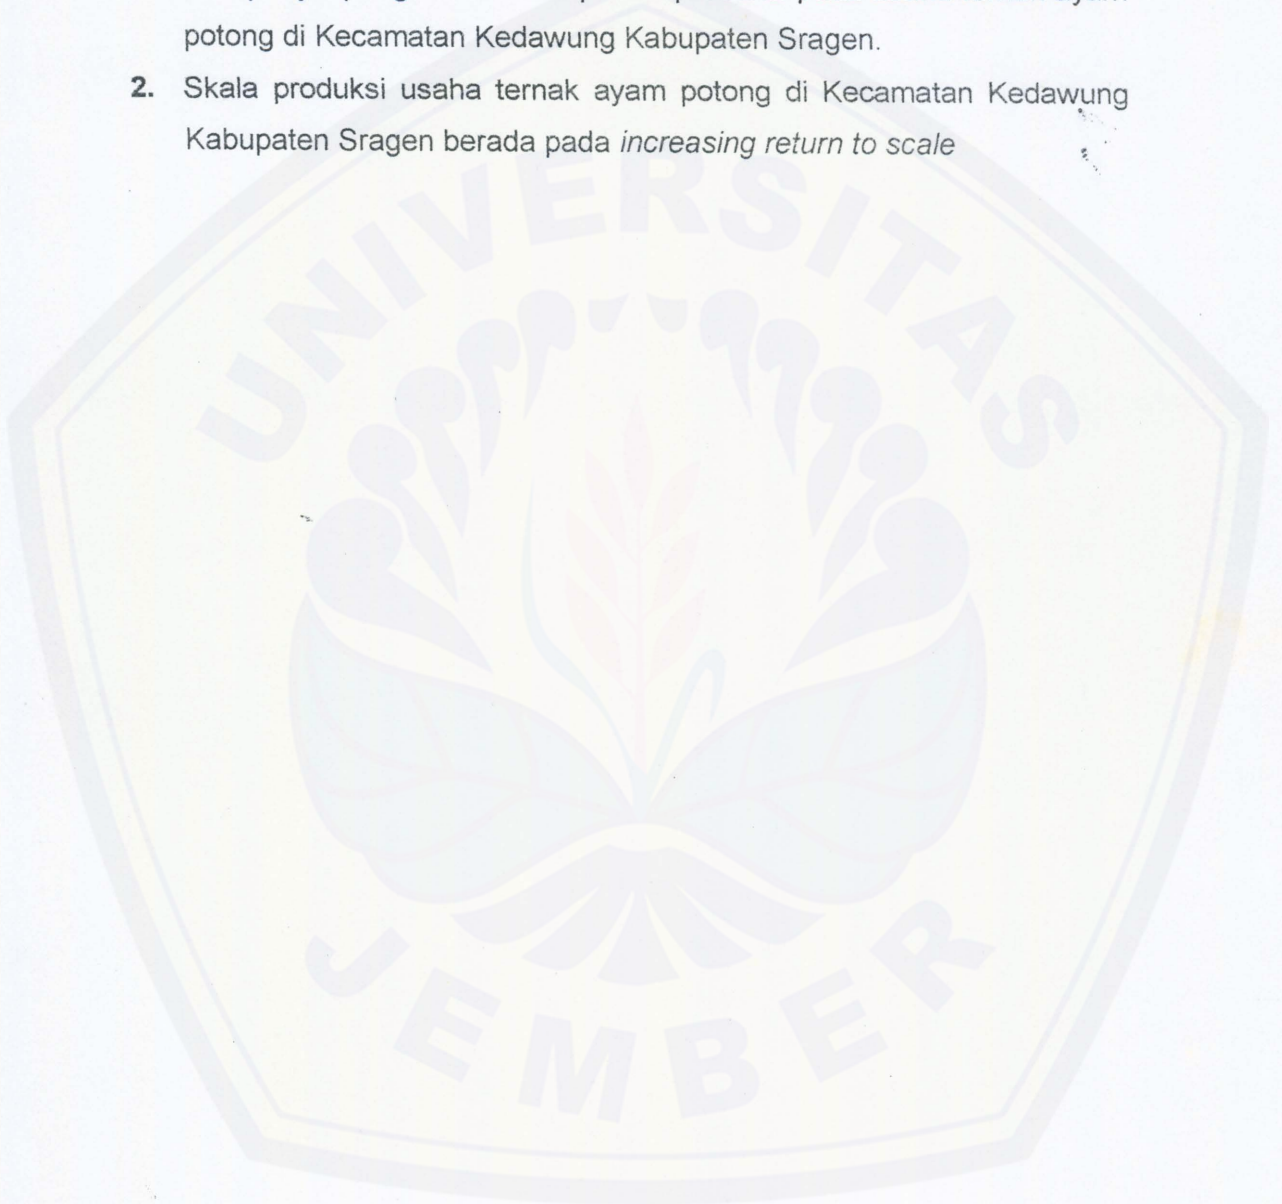 potong di Kecamatan Kedawung Kabupaten Sragen.
2. Skala produksi usaha ternak ayam potong di Kecamatan Kedawung
Kabupaten Sragen berada pada increasing return to scale
UNIVERSITAS
JEMBER